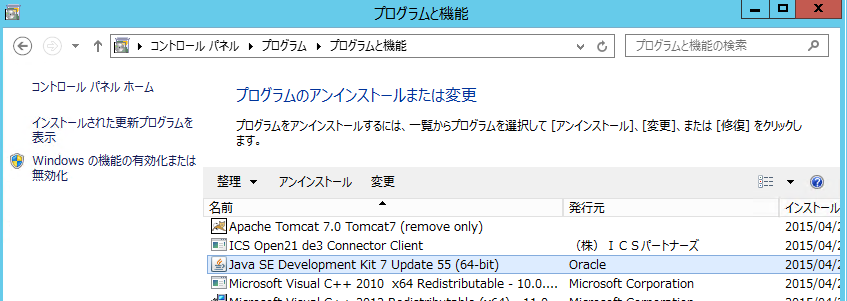 プログラムと機能
コントロール パネル プログラム プログラムと機能
プログラムと機能の検索
コントロール パネル ホーム
インストールされた更新プログラムを
表示
Windows の機能の有効化または
無効化
プログラムのアンインストールまたは変更
プログラムをアンインストールするには、一覧からプログラムを選択して [アンインストール]、[変更]、または [修復] をクリックし
ます。
整理 アンインストール 変更
名前 発行元 インストール
Apache Tomcat 7.0 Tomcat7 (remove only) 2015/04/2
ICS Open21 de3 Connector Client （株）ＩＣＳパートナーズ 2015/04/2
Java SE Development Kit 7 Update 55 (64-bit) Oracle 2015/04/2
Microsoft Visual C++ 2010 x64 Redistributable - 10.0.... Microsoft Corporation 2015/04/2
Microsoft Visual C++ 2012 Redistributable (x64) - 11.0 Microsoft Corporation 2015/04/2